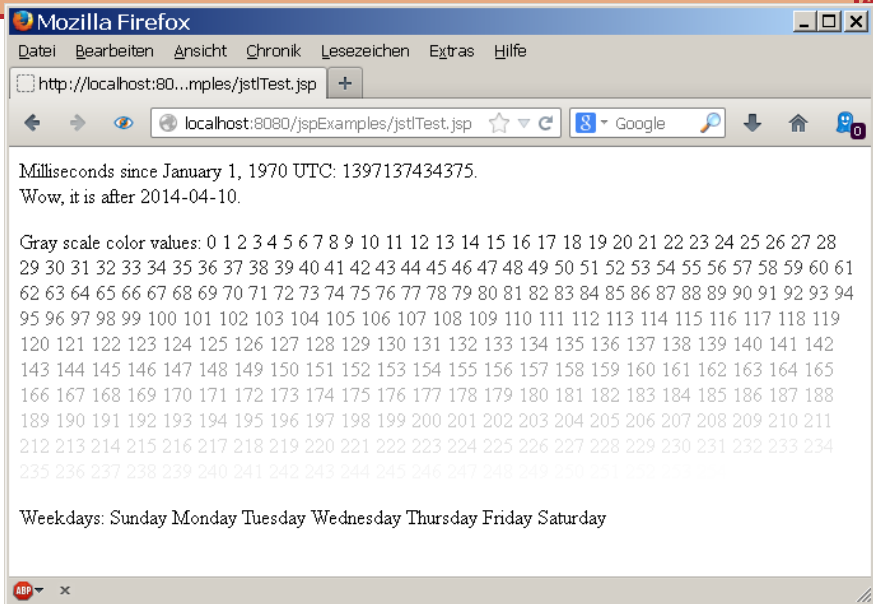 Mozilla Firefox
Datei Bearbeiten Ansicht Chronik Lesezeichen Extras Hilfe
http://localhost:80...mples/jstlTest.jsp +
localhost:8080/jspExamples/jstlTest.jsp 8 Google 0
Milliseconds since January 1, 1970 UTC: 1397137434375.
Wow, it is after 2014-04-10.
Gray scale color values: 0 1 2 3 4 5 6 7 8 9 10 11 12 13 14 15 16 17 18 19 20 21 22 23 24 25 26 27 28
29 30 31 32 33 34 35 36 37 38 39 40 41 42 43 44 45 46 47 48 49 50 51 52 53 54 55 56 57 58 59 60 61
62 63 64 65 66 67 68 69 70 71 72 73 74 75 76 77 78 79 80 81 82 83 84 85 86 87 88 89 90 91 92 93 94
95 96 97 98 99 100 101 102 103 104 105 106 107 108 109 110 111 112 113 114 115 116 117 118 119
120 121 122 123 124 125 126 127 128 129 130 131 132 133 134 135 136 137 138 139 140 141 142
143 144 145 146 147 148 149 150 151 152 153 154 155 156 157 158 159 160 161 162 163 164 165
166 167 168 169 170 171 172 173 174 175 176 177 178 179 180 181 182 183 184 185 186 187 188
189 190 191 192 193 194 195 196 197 198 199 200 201 202 203 204 205 206 207 208 209 210 211
212 213 214 215 216 217 218 219 220 221 222 223 224 225 226 227 228 229 230 231 232 233 234
235 236 237 238 239 240 241 242 243 244 245 246 247 248 249 250 251
Weekdays: Sunday Monday Tuesday Wednesday Thursday Friday Saturday
ABP